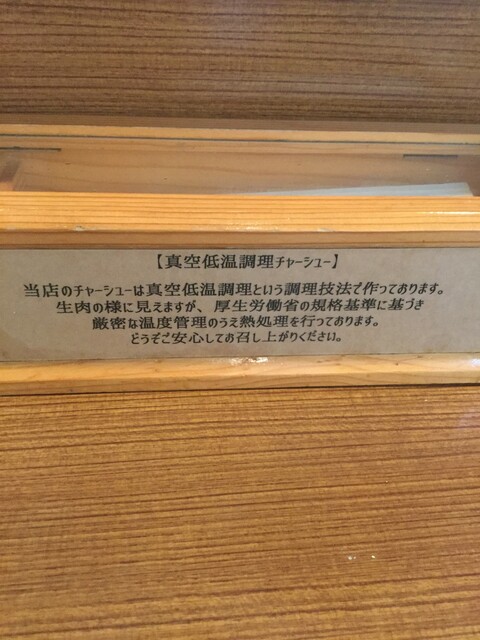 【真空低温調理チャーシュー】
当店のチャーシューは真空低温調理という調理技法で作っております。
生肉の様に見えますが、厚生労働省の規格基準に基づき
厳密な温度管理のうえ熱処理を行っております。
どうぞご安心してお召し上がりください。